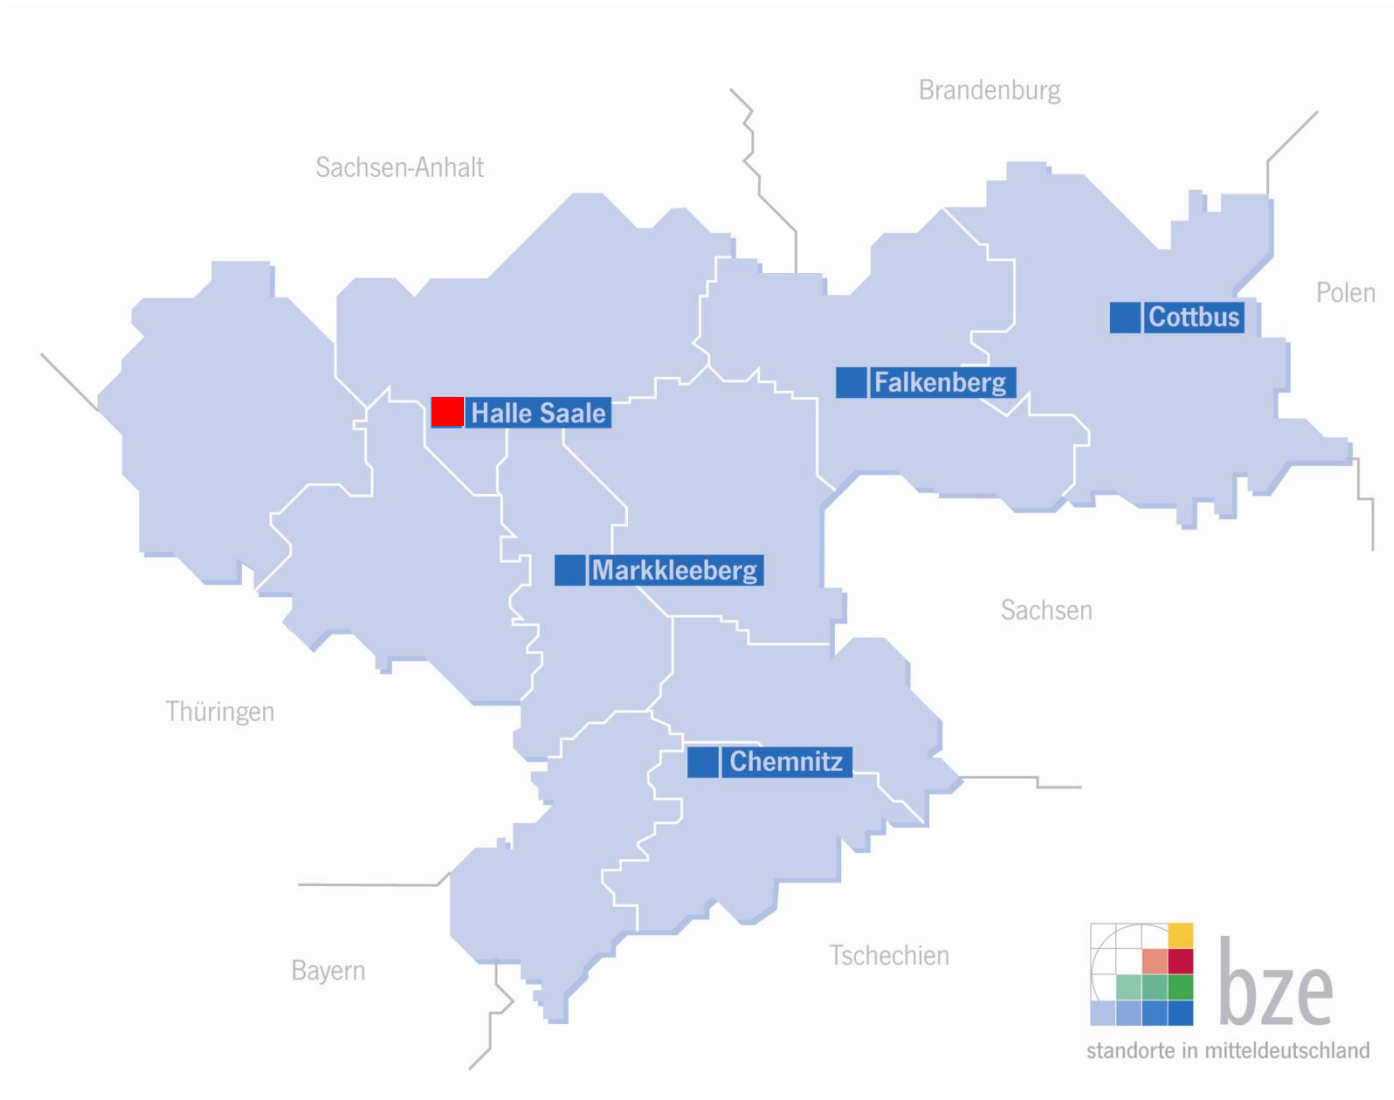 Brandenburg
Sachsen-Anhalt
Polen
Cottbus
Falkenberg
Halle Saale
Markkleeberg
Sachsen
Thüringen
Chemnitz
Tschechien
Bayern
bze
standorte in mitteldeutschland